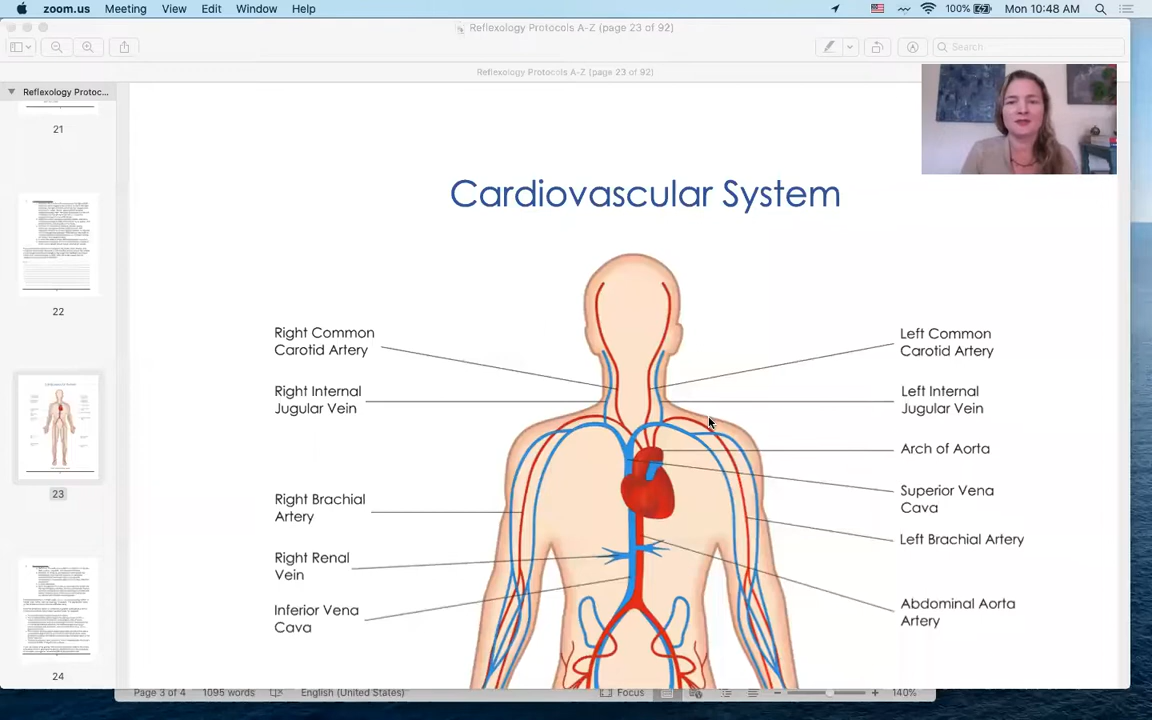 zoom.us Meeting View Edit Window Help 100% Mon 10:48 AM
Reflexology Protocols A-Z (page 23 of 92)
Search
Reflexology Protocols A-Z (page 23 of 92)
Reflexology Protoc...
21
22
23
24
Cardiovascular System
Right Common
Carotid Artery
Right Internal
Jugular Vein
Right Brachial
Artery
Right Renal
Vein
Inferior Vena
Cava
Left Common
Carotid Artery
Left Internal
Jugular Vein
Arch of Aorta
Superior Vena
Cava
Left Brachial Artery
Abdominal Aorta
Artery
Page 3 of 4 1095 words English (United States) Focus 140%